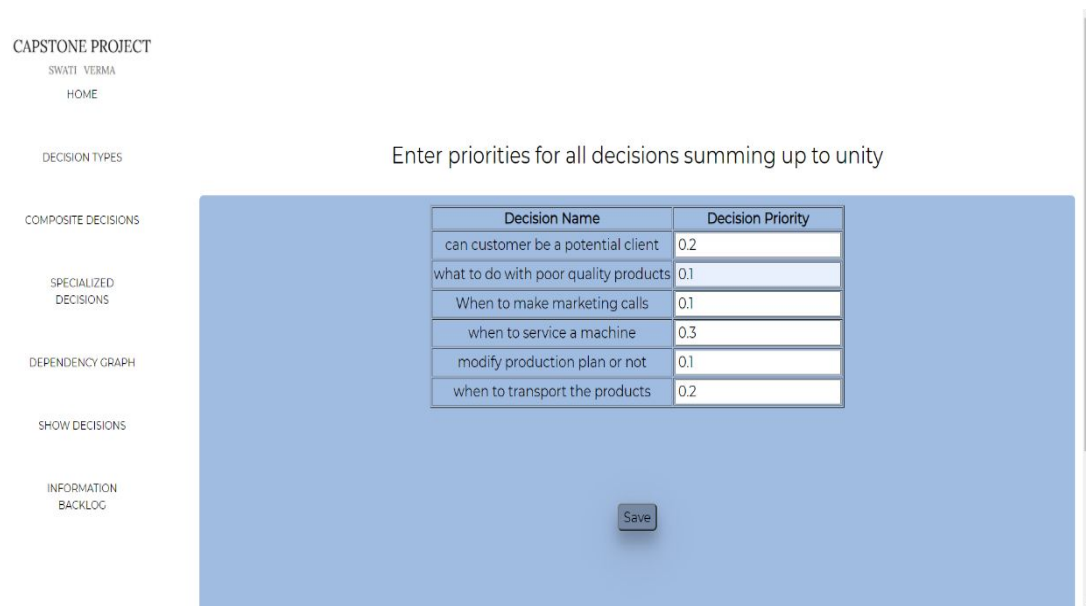 CAPSTONE PROJECT
SWATI VERMA
HOME
DECISION TYPES
COMPOSITE DECISIONS
SPECIALIZED
DECISIONS
DEPENDENCY GRAPH
SHOW DECISIONS
INFORMATION
BACKLOG
Enter priorities for all decisions summing up to unity
Decision Name Decision Priority
can customer be a potential client 0.2
what to do with poor quality products 0.1
When to make marketing calls 0.1
when to service a machine 0.3
modify production plan or not 0.1
when to transport the products 0.2
Save